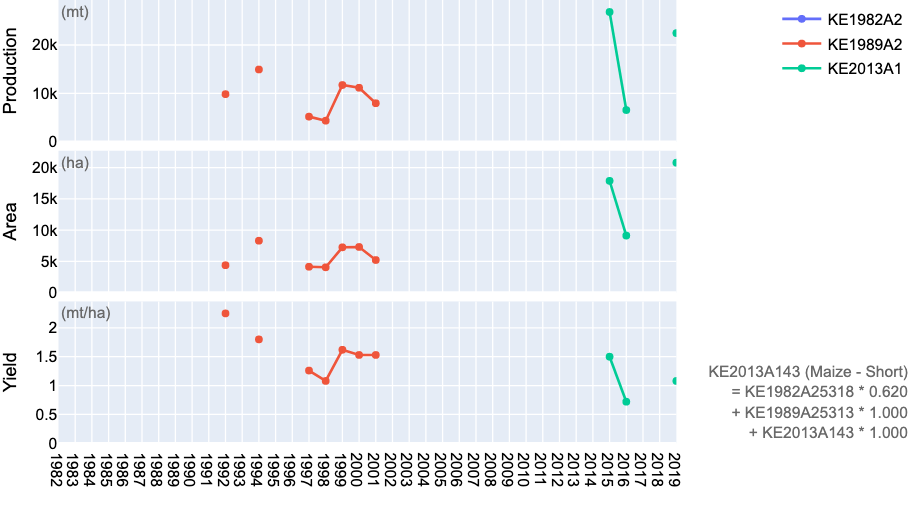 Production
(mt)
20k
10k
0
Area
(ha)
20k
15k
10k
5k
0
Yield
(mt/ha)
2
1.5
1
0.5
0
1982
1983
1984
1985
1986
1987
1988
1989
1990
1991
1992
1993
1994
1995
1996
1997
1998
1999
2000
2001
2002
2003
2004
2005
2006
2007
2008
2009
2010
2011
2012
2013
2014
2015
2016
2017
2018
2019
KE1982A2
KE1989A2
KE2013A1
KE2013A143 (Maize - Short)
= KE1982A25318 * 0.620
+ KE1989A25313 * 1.000
+ KE2013A143 * 1.000